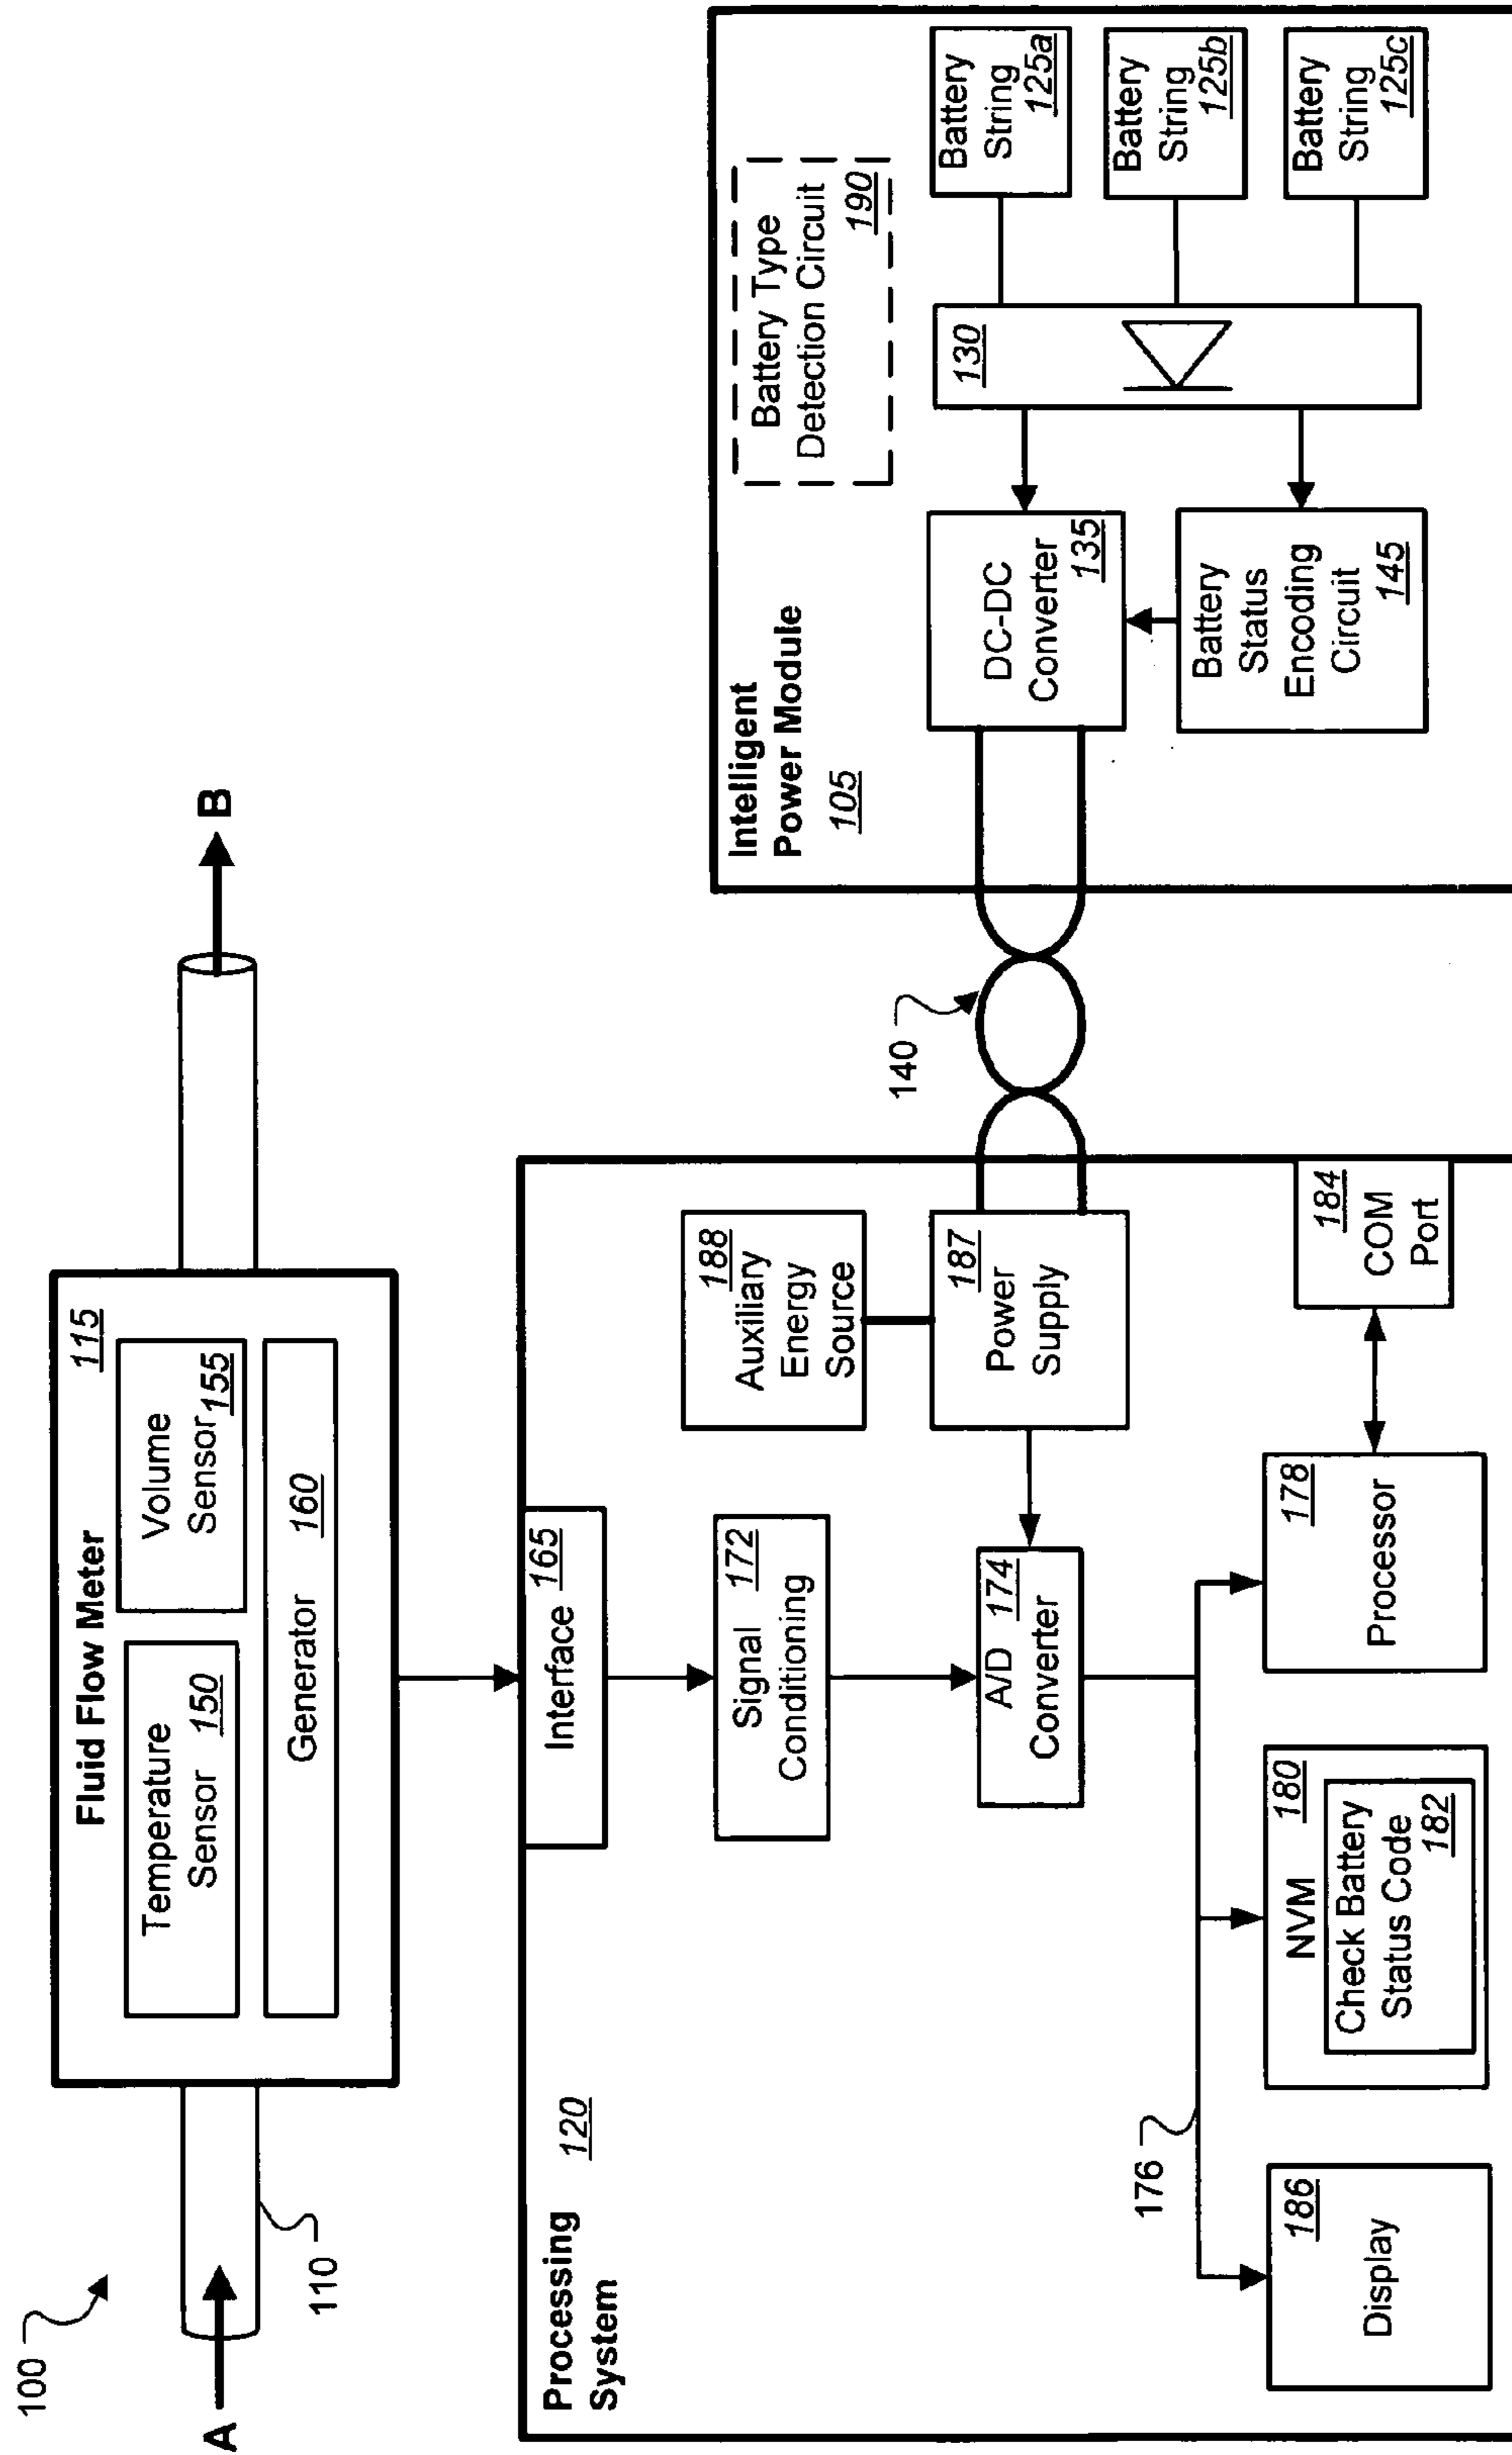 100
A
110
B
Fluid Flow Meter
115
Temperature
Sensor 150
Volume
Sensor 155
Generator 160
Processing
System
120
Interface 165
Signal 172
Conditioning
A/D 174
Converter
188
Auxiliary
Energy
Source
187
Power
Supply
176
186
Display
180
NVM
Check Battery
Status Code
182
178
Processor
184
COM
Port
140
Intelligent
Power Module
105
Battery Type
Detection Circuit
190
DC-DC
Converter
135
Battery
Status
Encoding
Circuit
145
130
Battery
String
125a
Battery
String
125b
Battery
String
125c